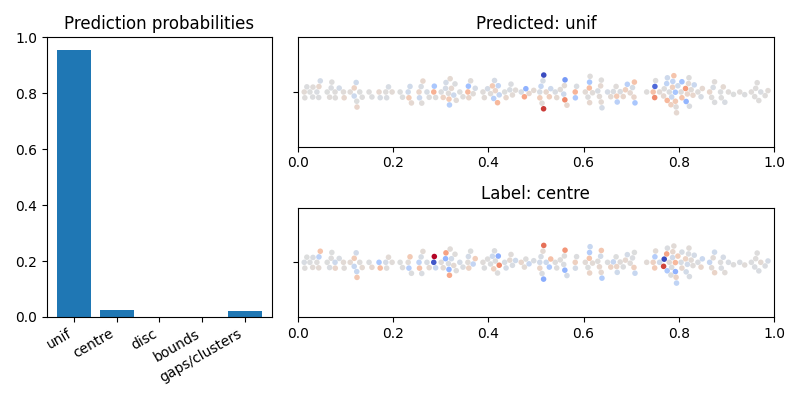 Prediction probabilities
1.0
0.8
0.6
0.4
0.2
0.0
unif
centre
disc
bounds
gaps/clusters
Predicted: unif
0.0 0.2 0.4 0.6 0.8 1.0
Label: centre
0.0 0.2 0.4 0.6 0.8 1.0